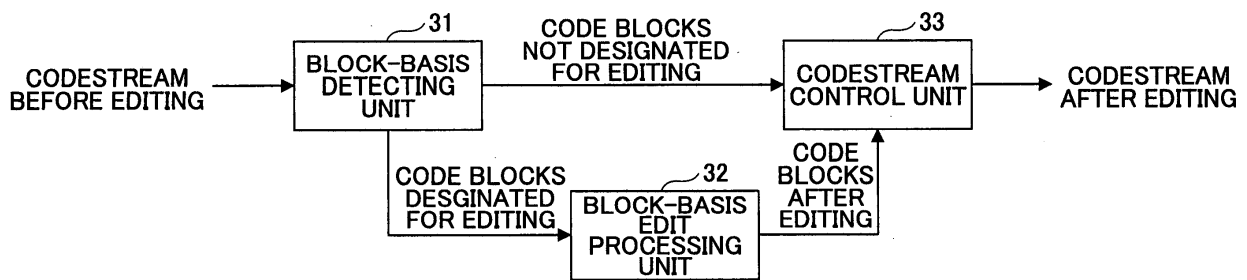 CODESTREAM
BEFORE EDITING
31
BLOCK-BASIS
DETECTING
UNIT
CODE BLOCKS
NOT DESIGNATED
FOR EDITING
33
CODESTREAM
CONTROL UNIT
CODESTREAM
AFTER EDITING
CODE BLOCKS
DESGINATED
FOR EDITING
32
BLOCK-BASIS
EDIT
PROCESSING
UNIT
CODE
BLOCKS
AFTER
EDITING